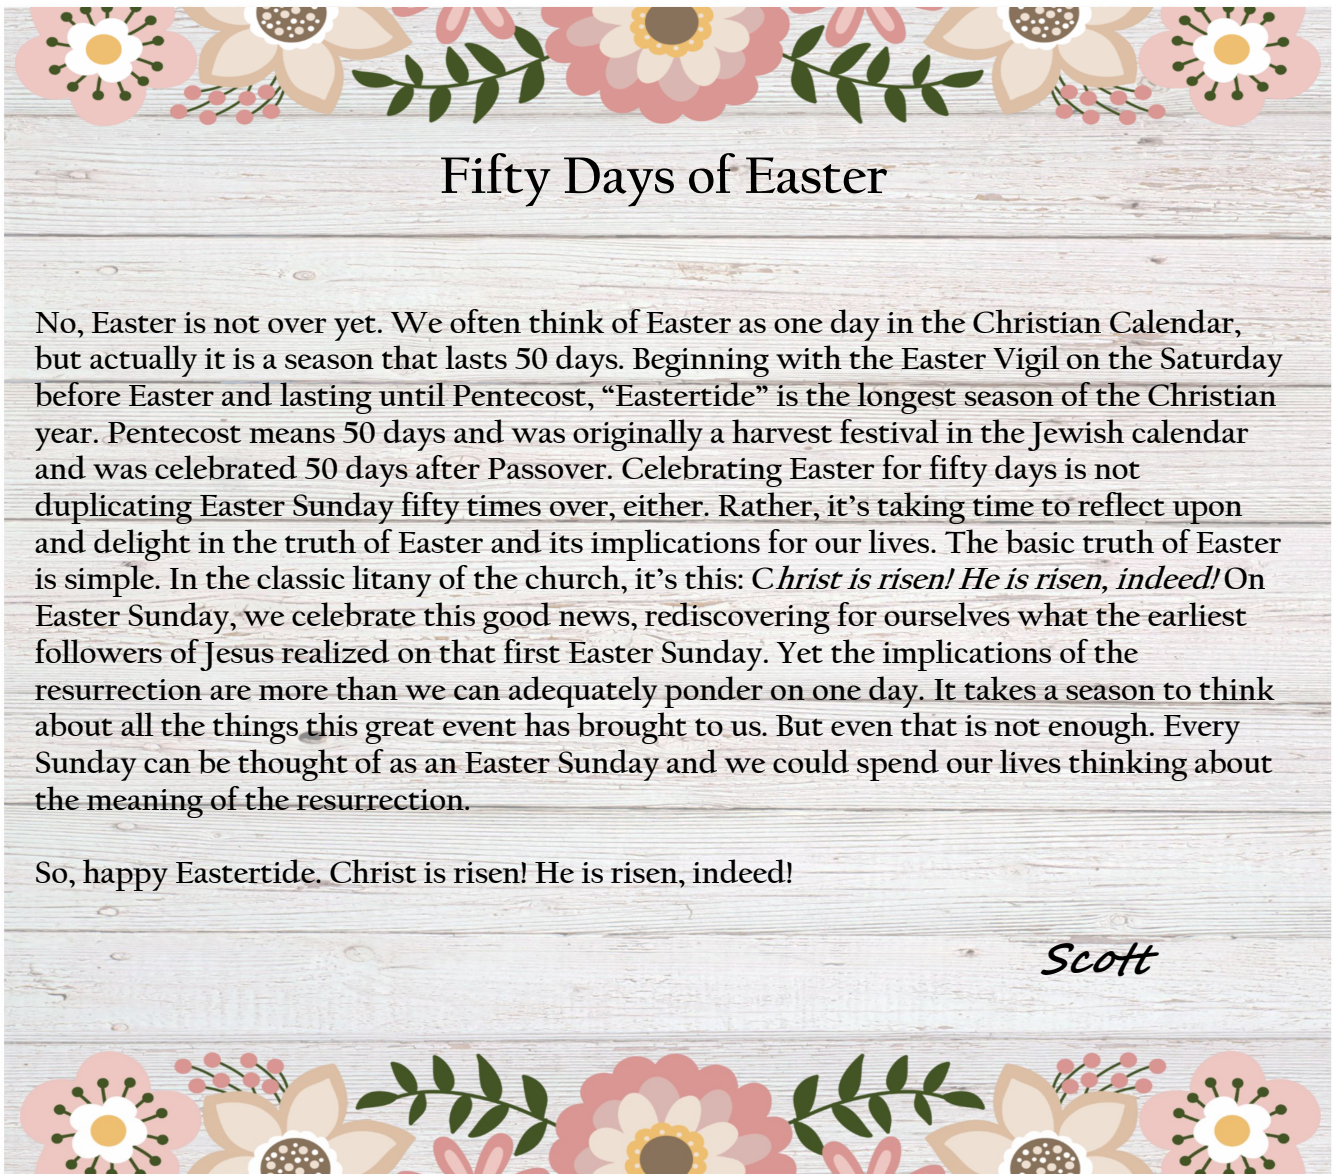 Fifty Days of Easter
No, Easter is not over yet. We often think of Easter as one day in the Christian Calendar,
but actually it is a season that lasts 50 days. Beginning with the Easter Vigil on the Saturday
before Easter and lasting until Pentecost, “Eastertide” is the longest season of the Christian
year. Pentecost means 50 days and was originally a harvest festival in the Jewish calendar
and was celebrated 50 days after Passover. Celebrating Easter for fifty days is not
duplicating Easter Sunday fifty times over, either. Rather, it’s taking time to reflect upon
and delight in the truth of Easter and its implications for our lives. The basic truth of Easter
is simple. In the classic litany of the church, it’s this: Christ is risen! He is risen, indeed! On
Easter Sunday, we celebrate this good news, rediscovering for ourselves what the earliest
followers of Jesus realized on that first Easter Sunday. Yet the implications of the
resurrection are more than we can adequately ponder on one day. It takes a season to think
about all the things this great event has brought to us. But even that is not enough. Every
Sunday can be thought of as an Easter Sunday and we could spend our lives thinking about
the meaning of the resurrection.
So, happy Eastertide. Christ is risen! He is risen, indeed!
Scott